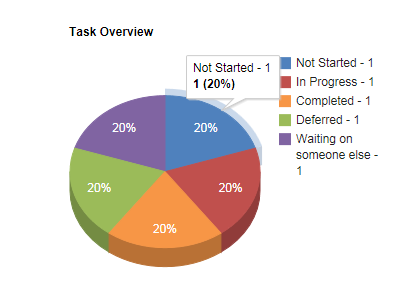 Task Overview
Not Started - 1
1 (20%)
Not Started - 1
In Progress - 1
Completed - 1
Deferred - 1
Waiting on
someone else -
1
20%
20%
20%
20%
20%